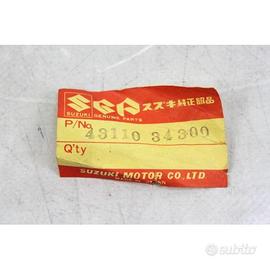 SGP スズキ純正部品
SUZUKI GENUINE PARTS
P/No. 43110 34300
Q'ty
SUZUKI MOTOR CO.,LTD.
subito